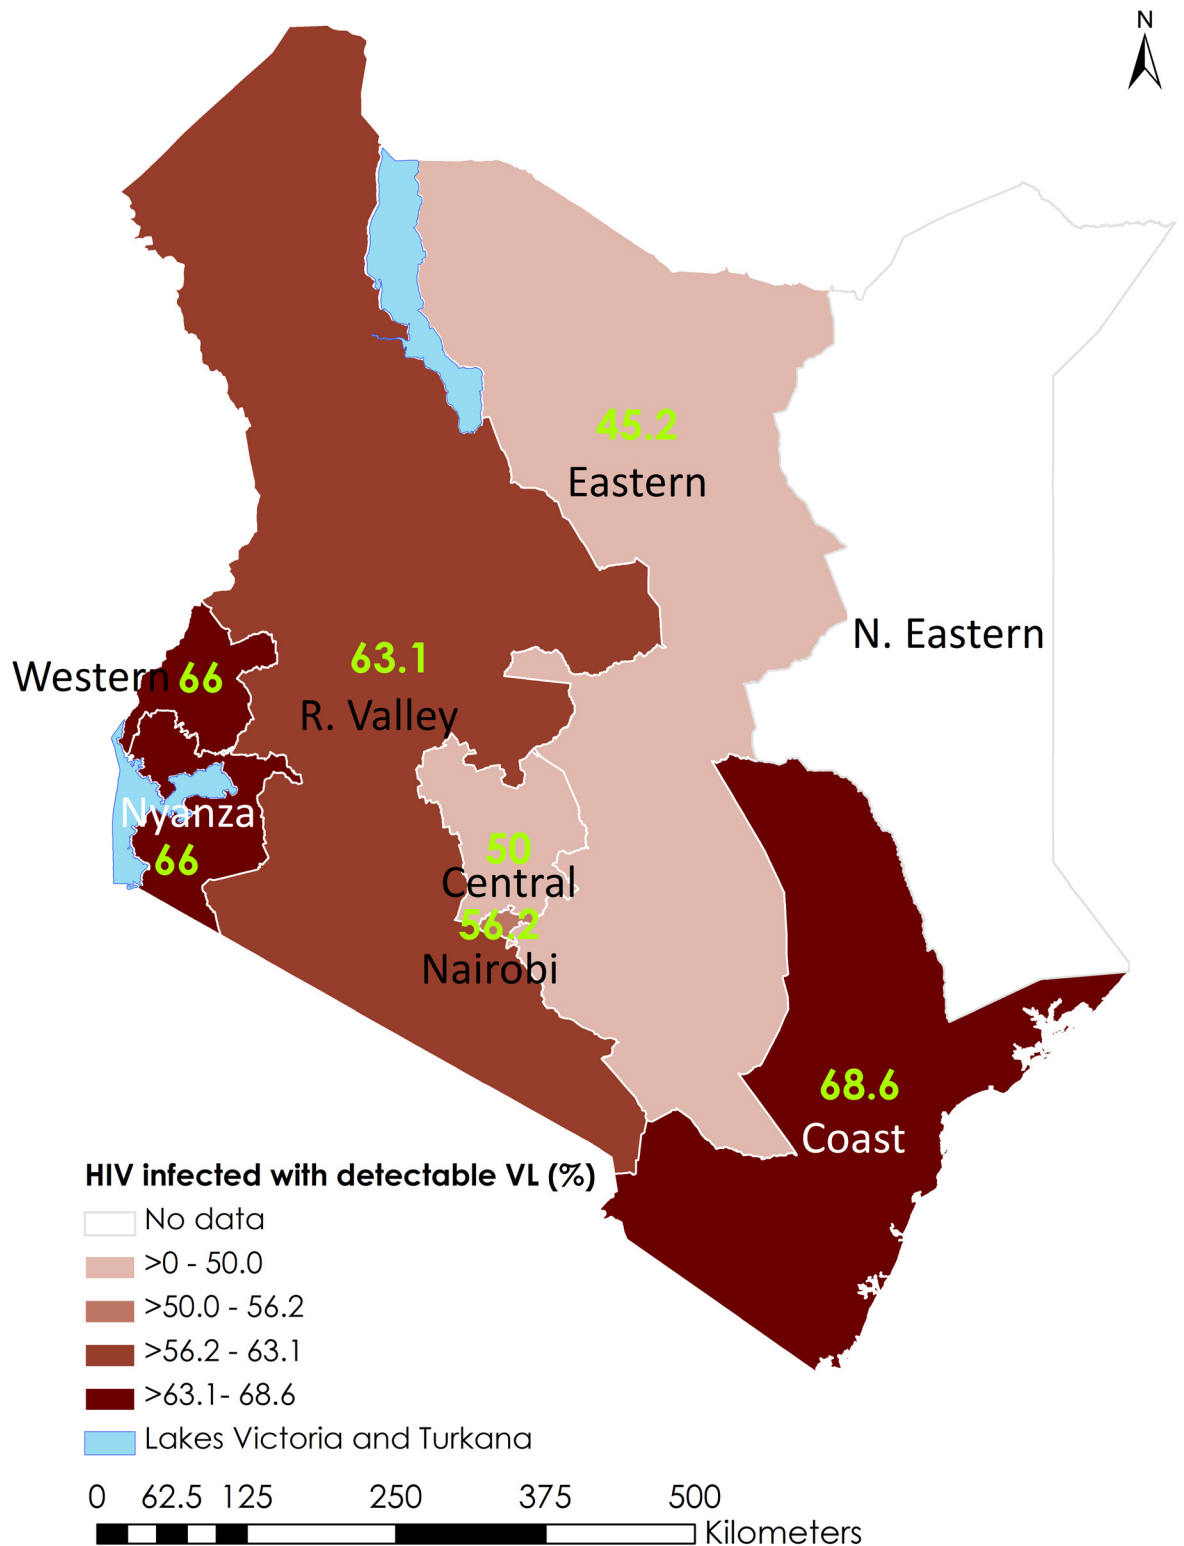 N
45.2
Eastern
N. Eastern
Western 66
63.1
R. Valley
Nyanza
66
50
Central
56.2
Nairobi
68.6
Coast
HIV infected with detectable VL (%)
No data
>0 - 50.0
>50.0 - 56.2
>56.2 - 63.1
>63.1- 68.6
Lakes Victoria and Turkana
0 62.5 125 250 375 500
Kilometers